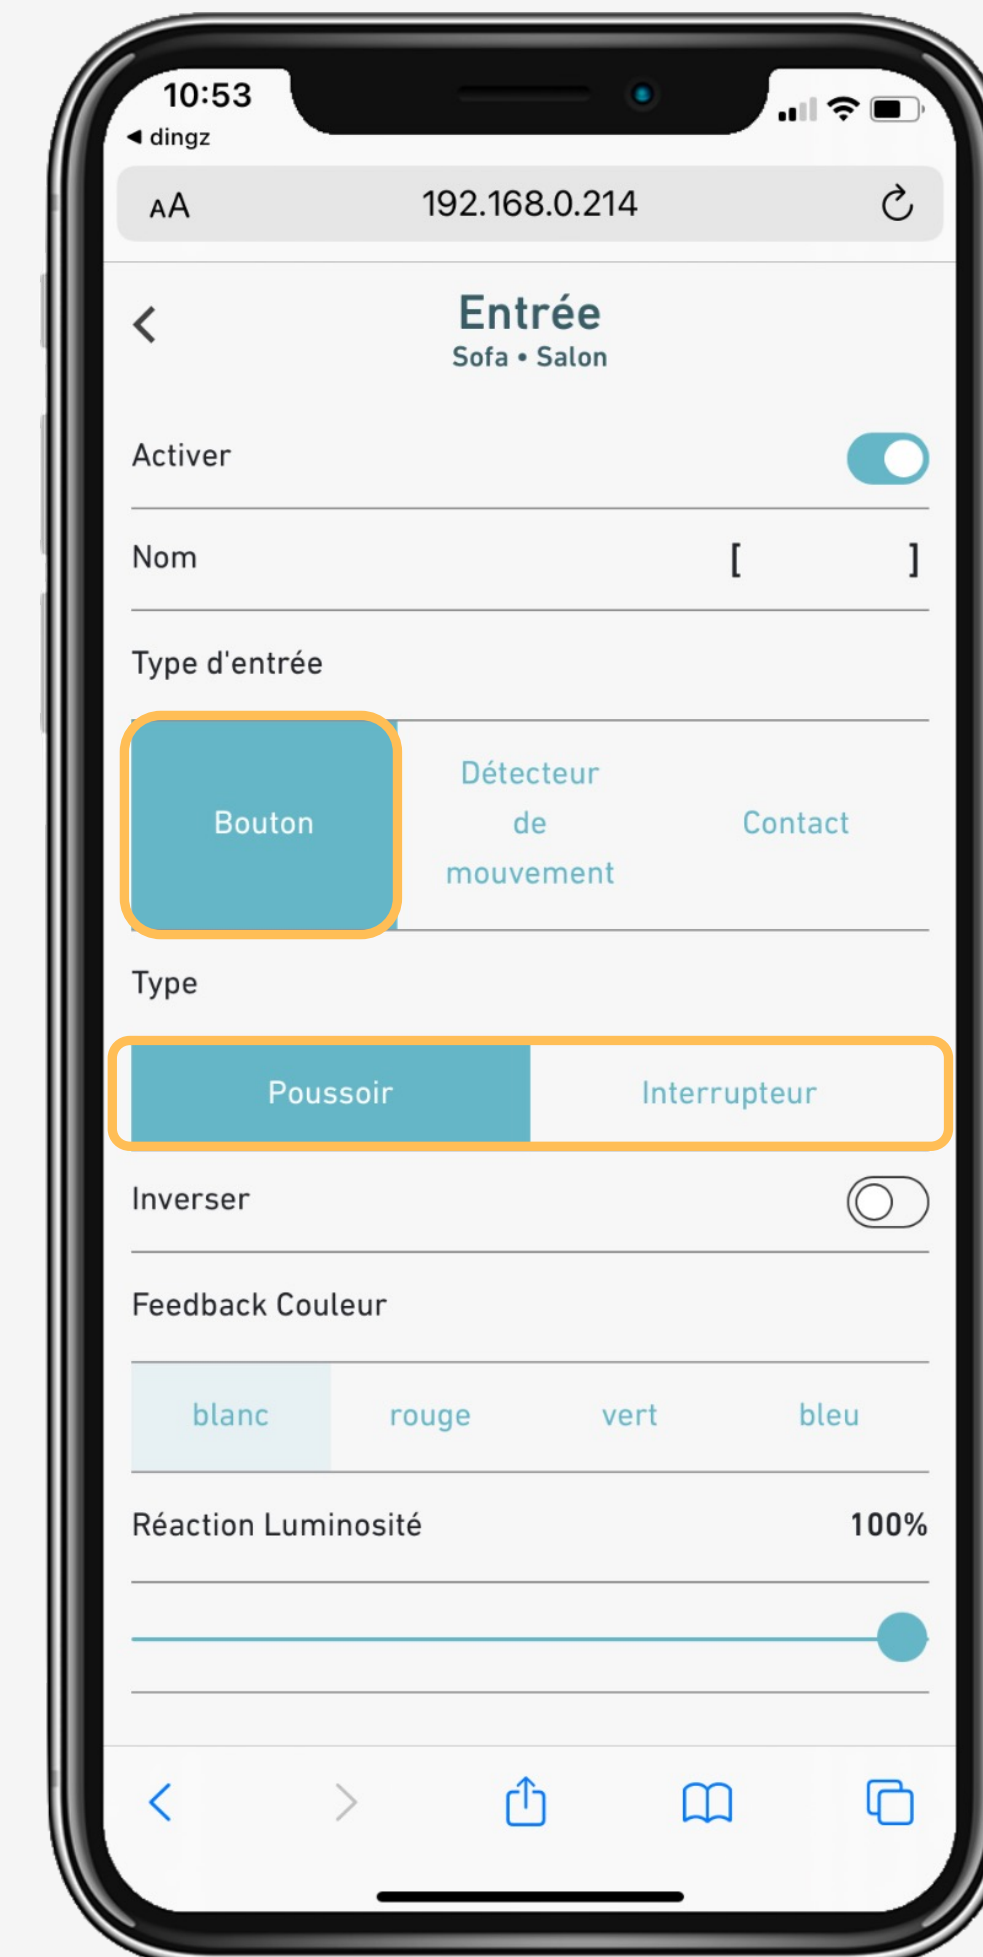 10:53
◀ dingz
AA
192.168.0.214
Entrée
Sofa • Salon
Activer
Nom
[ ]
Type d'entrée
Bouton
Détecteur
de
mouvement
Contact
Type
Poussoir
Interrupteur
Inverser
Feedback Couleur
blanc
rouge
vert
bleu
Réaction Luminosité
100%